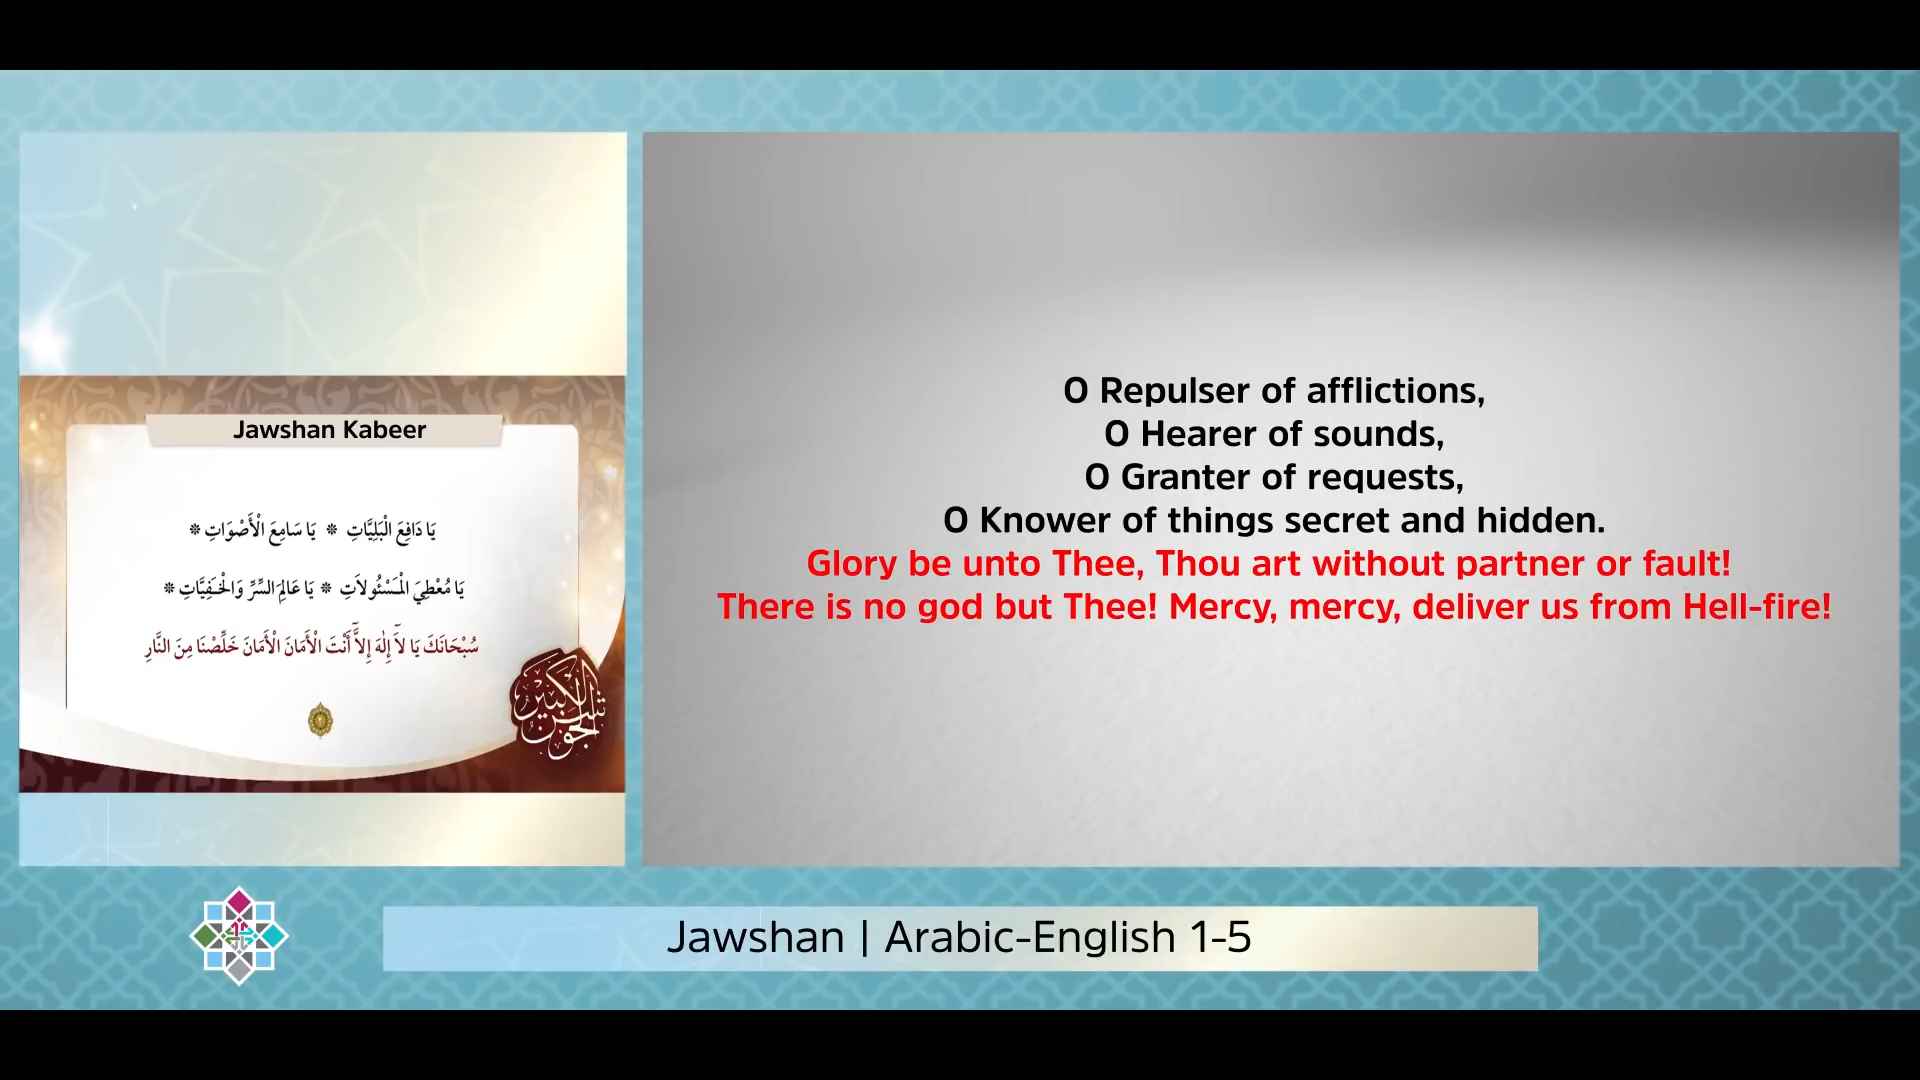 Jawshan Kabeer
يَا دَافِعَ الْبَلِيَّاتِ * يَا سَامِعَ الْأَصْوَاتِ *
يَا مُعْطِيَ الْمَسْئُولَاتِ * يَا عَالِمَ السِّرِّ وَالْخَفِيَّاتِ *
سُبْحَانَكَ يَا لَآ إِلٰهَ إِلَّآ أَنْتَ الْأَمَانَ الْأَمَانَ خَلِّصْنَا مِنَ النَّارِ
الجوشن الكبير
O Repulser of afflictions,
O Hearer of sounds,
O Granter of requests,
O Knower of things secret and hidden.
Glory be unto Thee, Thou art without partner or fault!
There is no god but Thee! Mercy, mercy, deliver us from Hell-fire!
Jawshan | Arabic-English 1-5